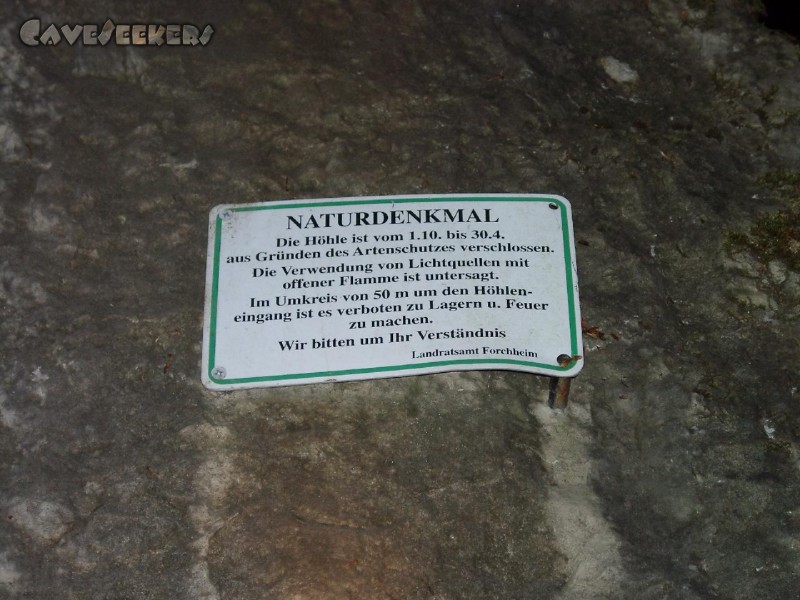 CaveSeekers
NATURDENKMAL
Die Höhle ist vom 1.10. bis 30.4.
aus Gründen des Artenschutzes verschlossen.
Die Verwendung von Lichtquellen mit
offener Flamme ist untersagt.
Im Umkreis von 50 m um den Höhlen-
eingang ist es verboten zu Lagern u. Feuer
zu machen.
Wir bitten um Ihr Verständnis
Landratsamt Forchheim